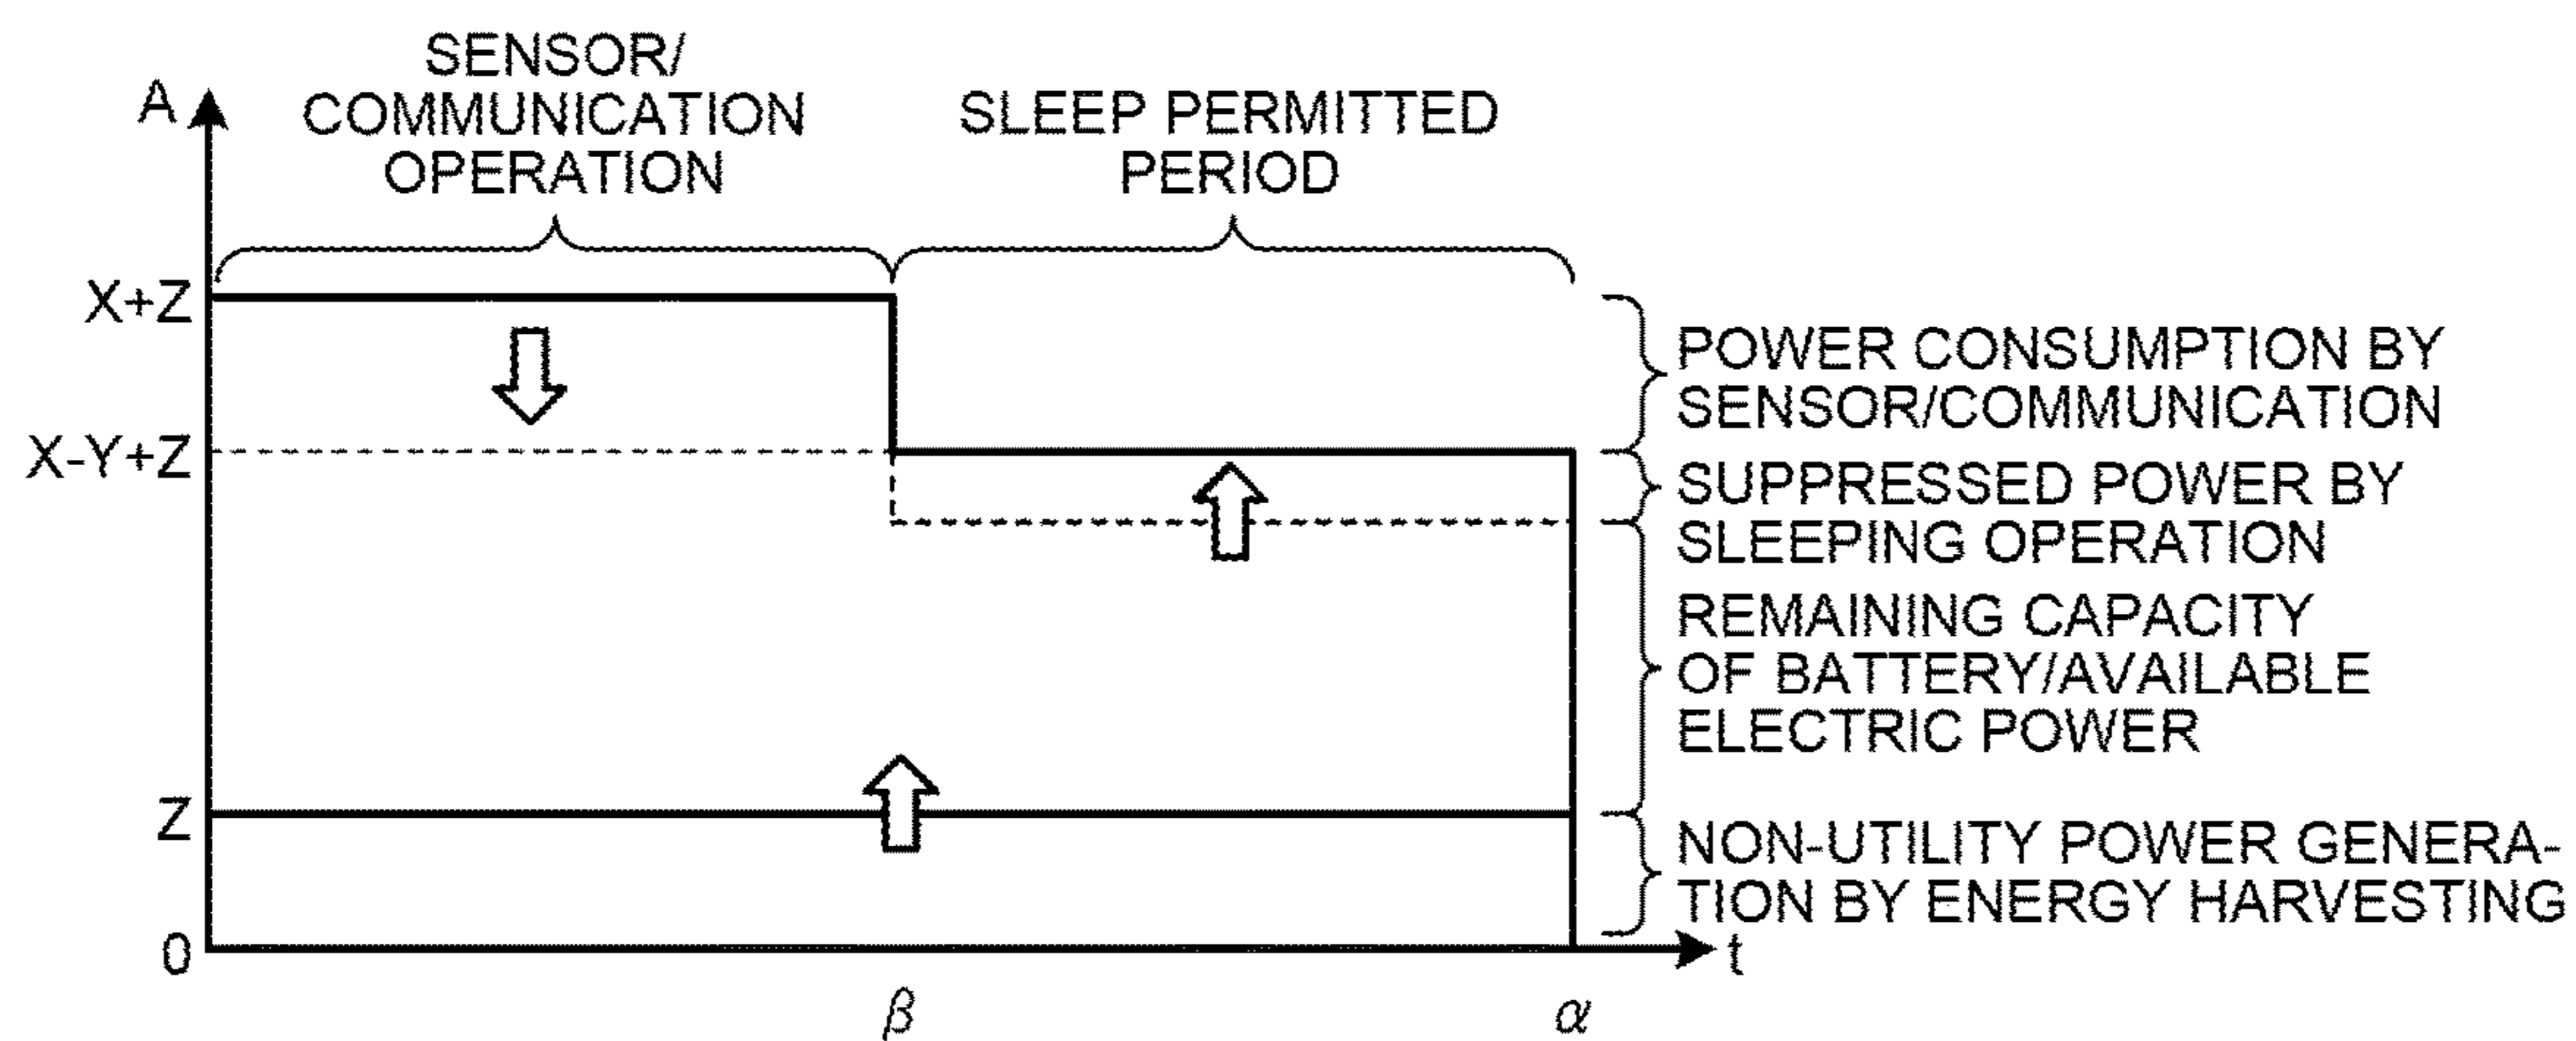 SENSOR/
COMMUNICATION
OPERATION
SLEEP PERMITTED
PERIOD
A
X+Z
X-Y+Z
Z
0
POWER CONSUMPTION BY
SENSOR/COMMUNICATION
SUPPRESSED POWER BY
SLEEPING OPERATION
REMAINING CAPACITY
OF BATTERY/AVAILABLE
ELECTRIC POWER
NON-UTILITY POWER GENERA-
TION BY ENERGY HARVESTING
t
β
α